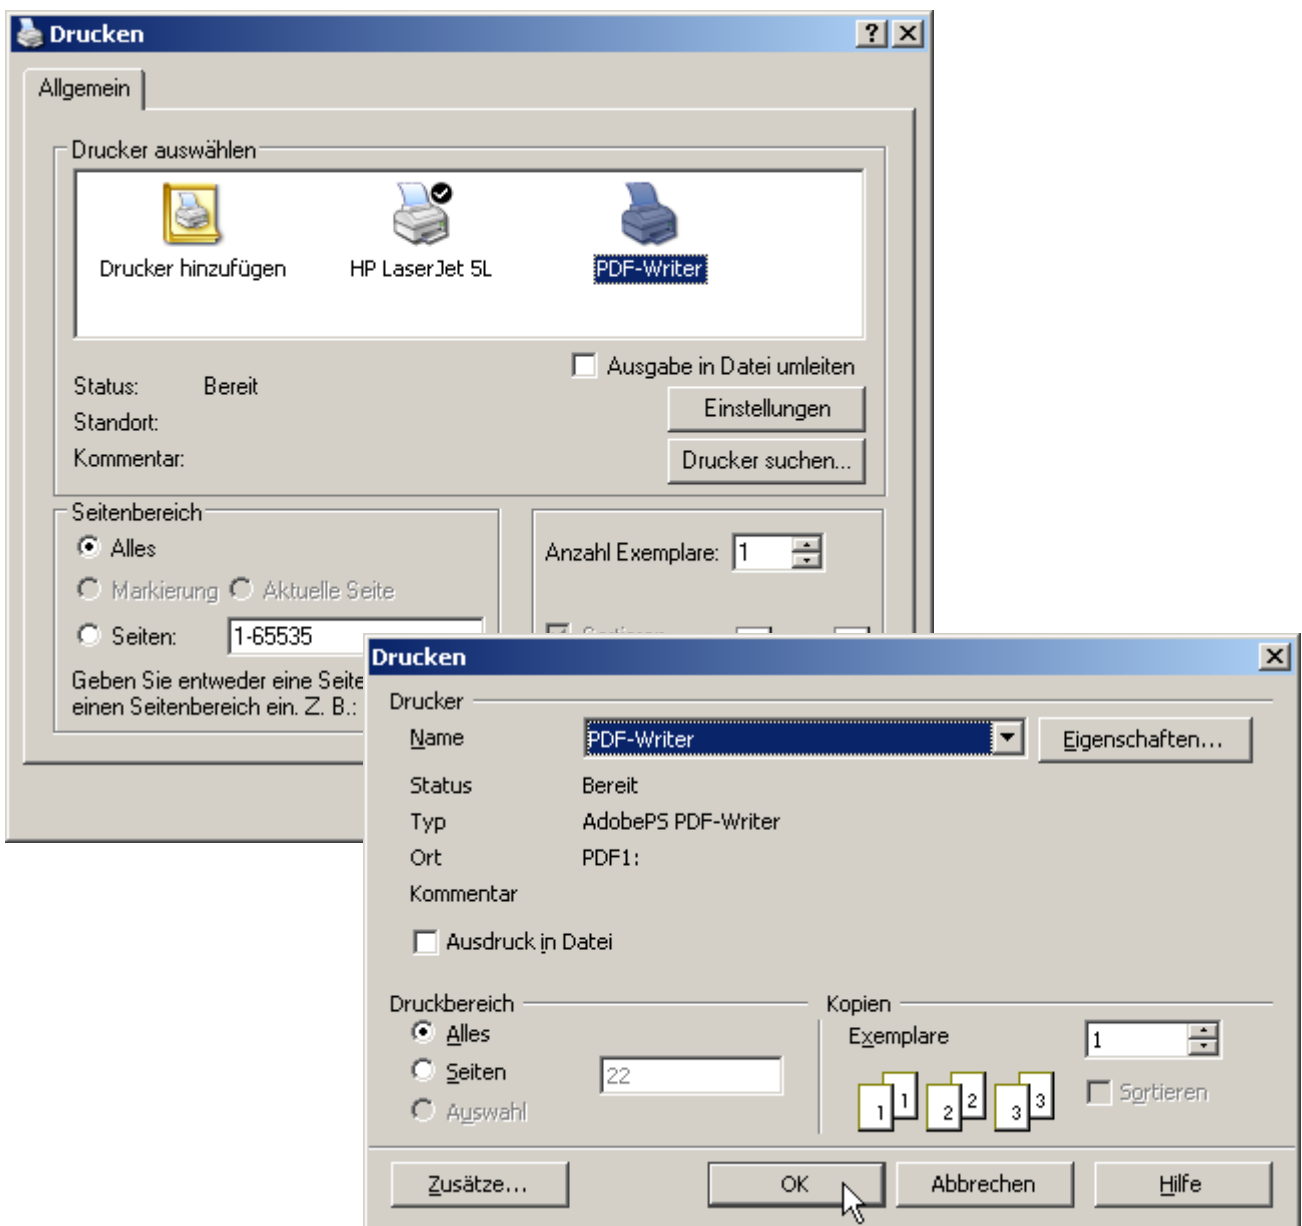 Drucken
Allgemein
Drucker auswählen
Drucker hinzufügen
HP LaserJet 5L
PDF-Writer
Ausgabe in Datei umleiten
Status: Bereit
Einstellungen
Standort:
Kommentar:
Drucker suchen...
Seitenbereich
Alles
Anzahl Exemplare: 1
Markierung
Aktuelle Seite
Seiten: 1-65535
Geben Sie entweder eine Seite
einen Seitenbereich ein. Z. B.:
Drucken
Drucker
Name PDF-Writer Eigenschaften...
Status Bereit
Typ AdobePS PDF-Writer
Ort PDF1:
Kommentar
Ausdruck in Datei
Druckbereich
Kopien
Alles
Exemplare 1
Seiten 22
1 1 2 2 3 3
Sortieren
Auswahl
Zusätze... OK Abbrechen Hilfe